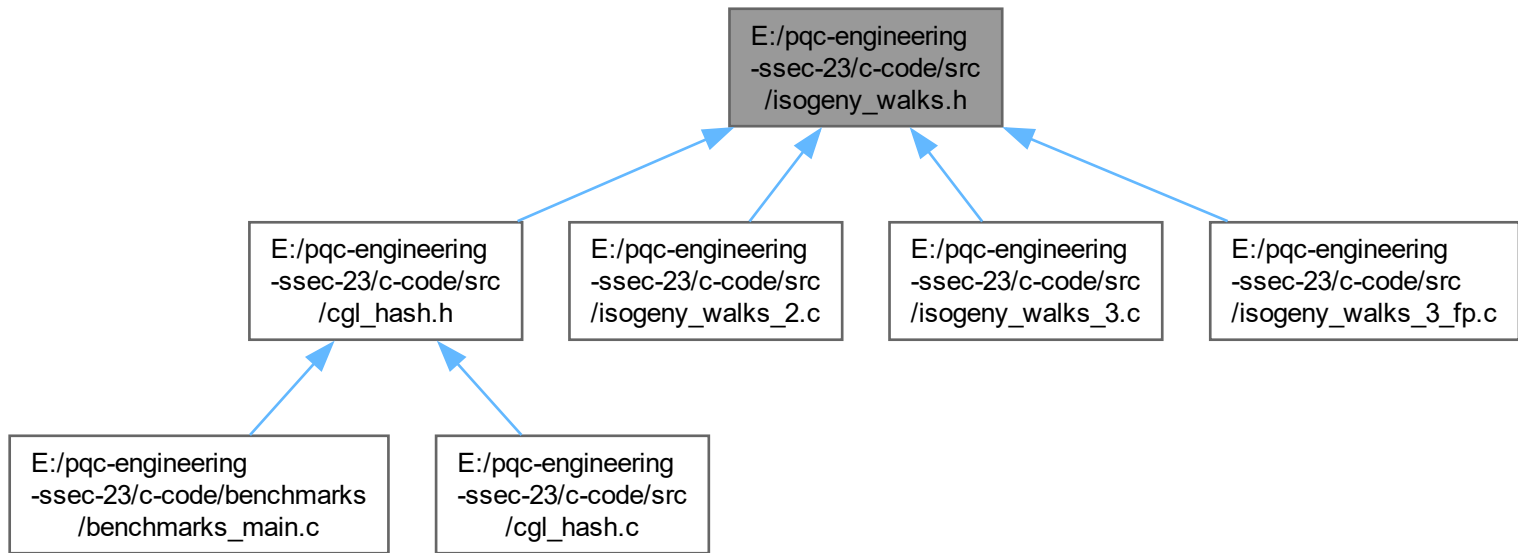 E:/pqc-engineering
-ssec-23/c-code/src
/isogeny_walks.h
E:/pqc-engineering
-ssec-23/c-code/src
/cgl_hash.h
E:/pqc-engineering
-ssec-23/c-code/src
/isogeny_walks_2.c
E:/pqc-engineering
-ssec-23/c-code/src
/isogeny_walks_3.c
E:/pqc-engineering
-ssec-23/c-code/src
/isogeny_walks_3_fp.c
E:/pqc-engineering
-ssec-23/c-code/benchmarks
/benchmarks_main.c
E:/pqc-engineering
-ssec-23/c-code/src
/cgl_hash.c